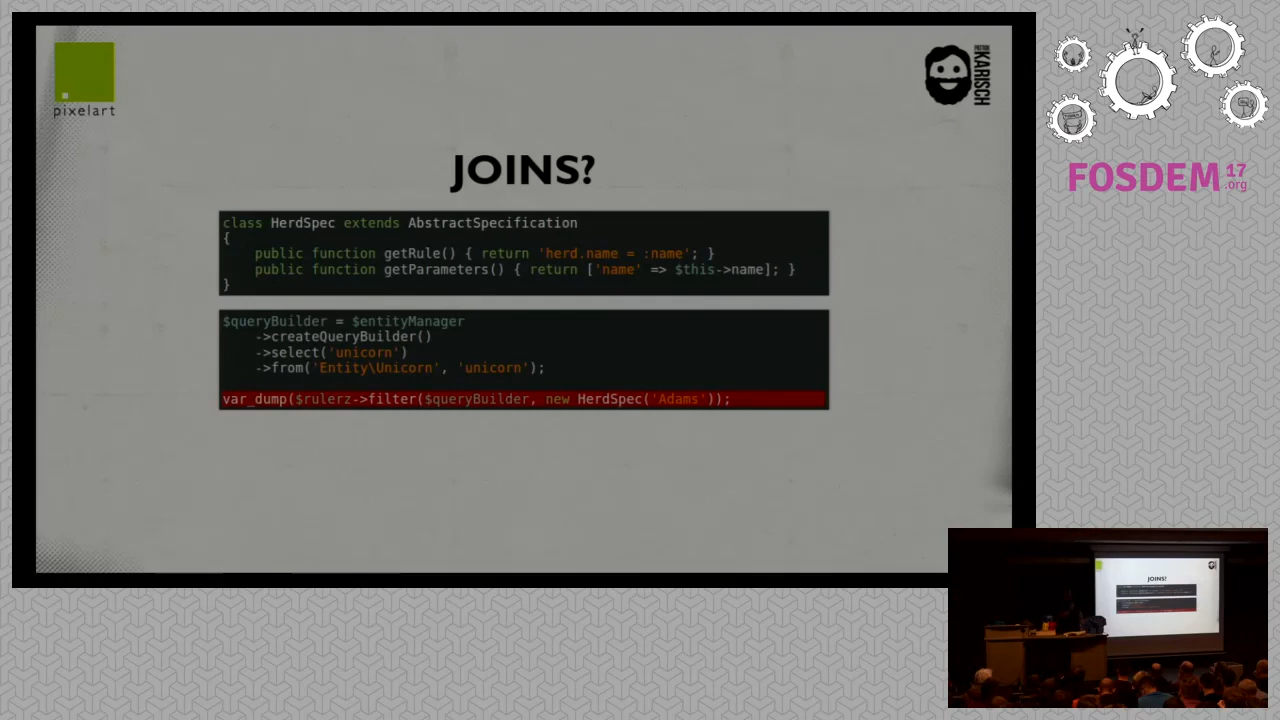 pixelart
KARISCH
JOINS?
class HerdSpec extends AbstractSpecification
{
    public function getRule() { return 'herd.name = :name'; }
    public function getParameters() { return ['name' => $this->name]; }
}
$queryBuilder = $entityManager
    ->createQueryBuilder()
    ->select('unicorn')
    ->from('Entity\Unicorn', 'unicorn');
var_dump($rulerz->filter($queryBuilder, new HerdSpec('Adams'));
FOSDEM 17
.org
JOINS?